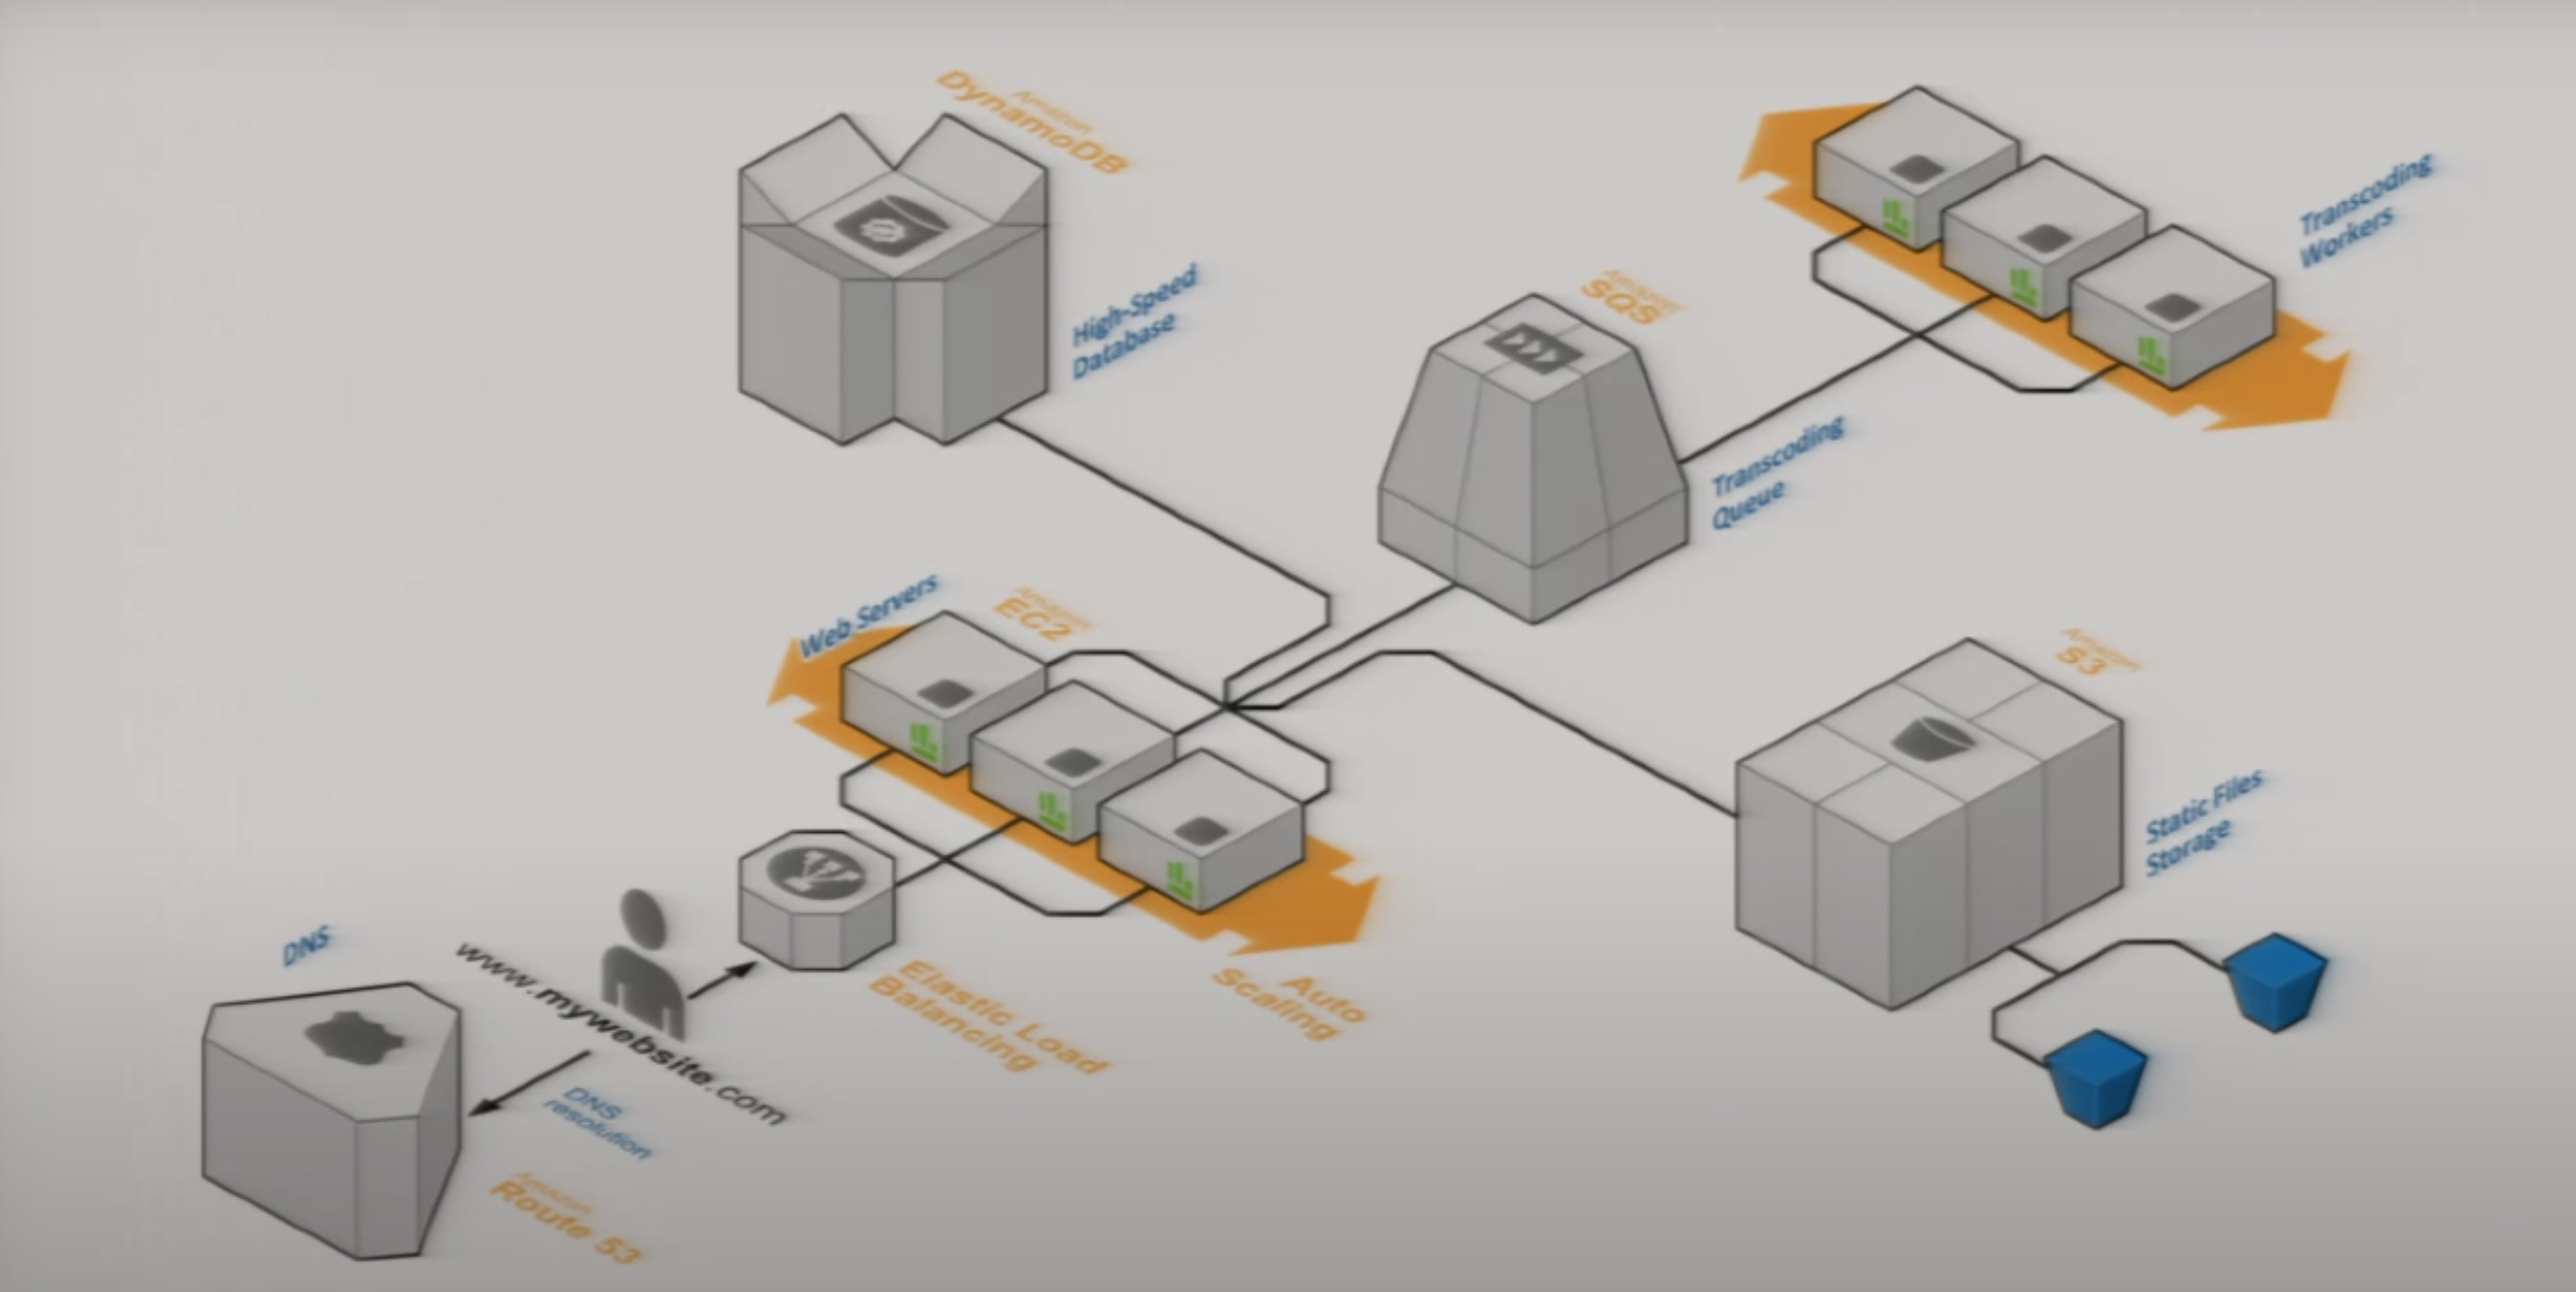 Amazon
DynamoDB
High-Speed
Database
Transcoding
Workers
Amazon
SQS
Transcoding
Queue
Web Servers
Amazon
EC2
Amazon
S3
Static Files
Storage
Elastic Load
Balancing
Auto
Scaling
DNS
www.mywebsite.com
DNS
resolution
Amazon
Route 53